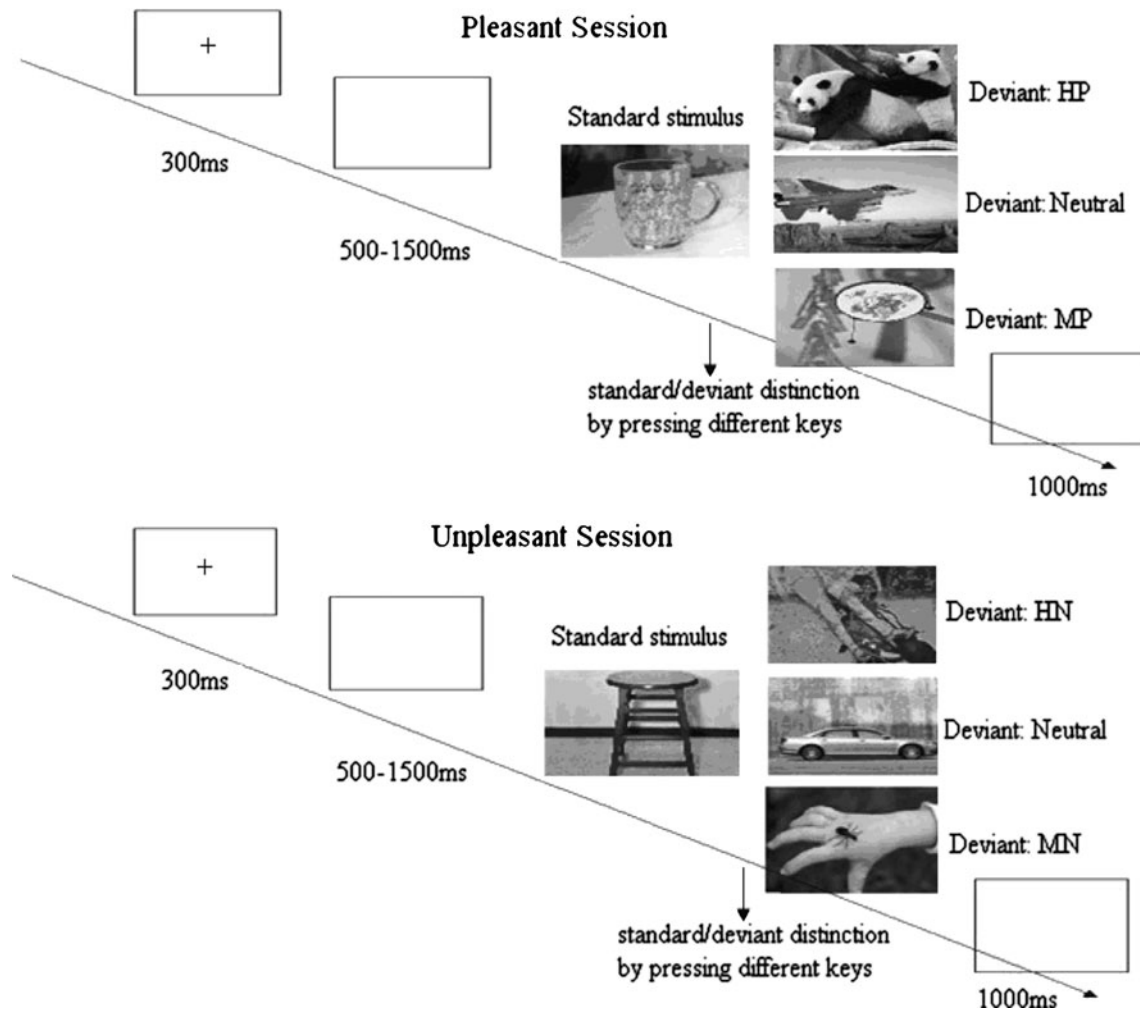 Pleasant Session
+
300ms
500-1500ms
Standard stimulus
Deviant: HP
Deviant: Neutral
Deviant: MP
standard/deviant distinction
by pressing different keys
1000ms
Unpleasant Session
+
300ms
500-1500ms
Standard stimulus
Deviant: HN
Deviant: Neutral
Deviant: MN
standard/deviant distinction
by pressing different keys
1000ms